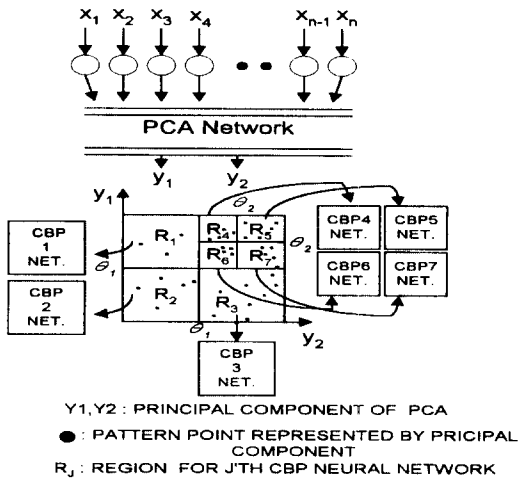 X1 X2 X3 X4 Xn-1 Xn
PCA Network
y1 y2
y1
θ2
R4 R5
θ2
R1
R6 R7
θ1
R2
R3
θ1
y2
CBP
1
NET.
CBP
2
NET.
CBP4
NET.
CBP5
NET.
CBP6
NET.
CBP7
NET.
CBP
3
NET.
Y1,Y2 : PRINCIPAL COMPONENT OF PCA
● : PATTERN POINT REPRESENTED BY PRICIPAL
COMPONENT
RJ : REGION FOR J'TH CBP NEURAL NETWORK